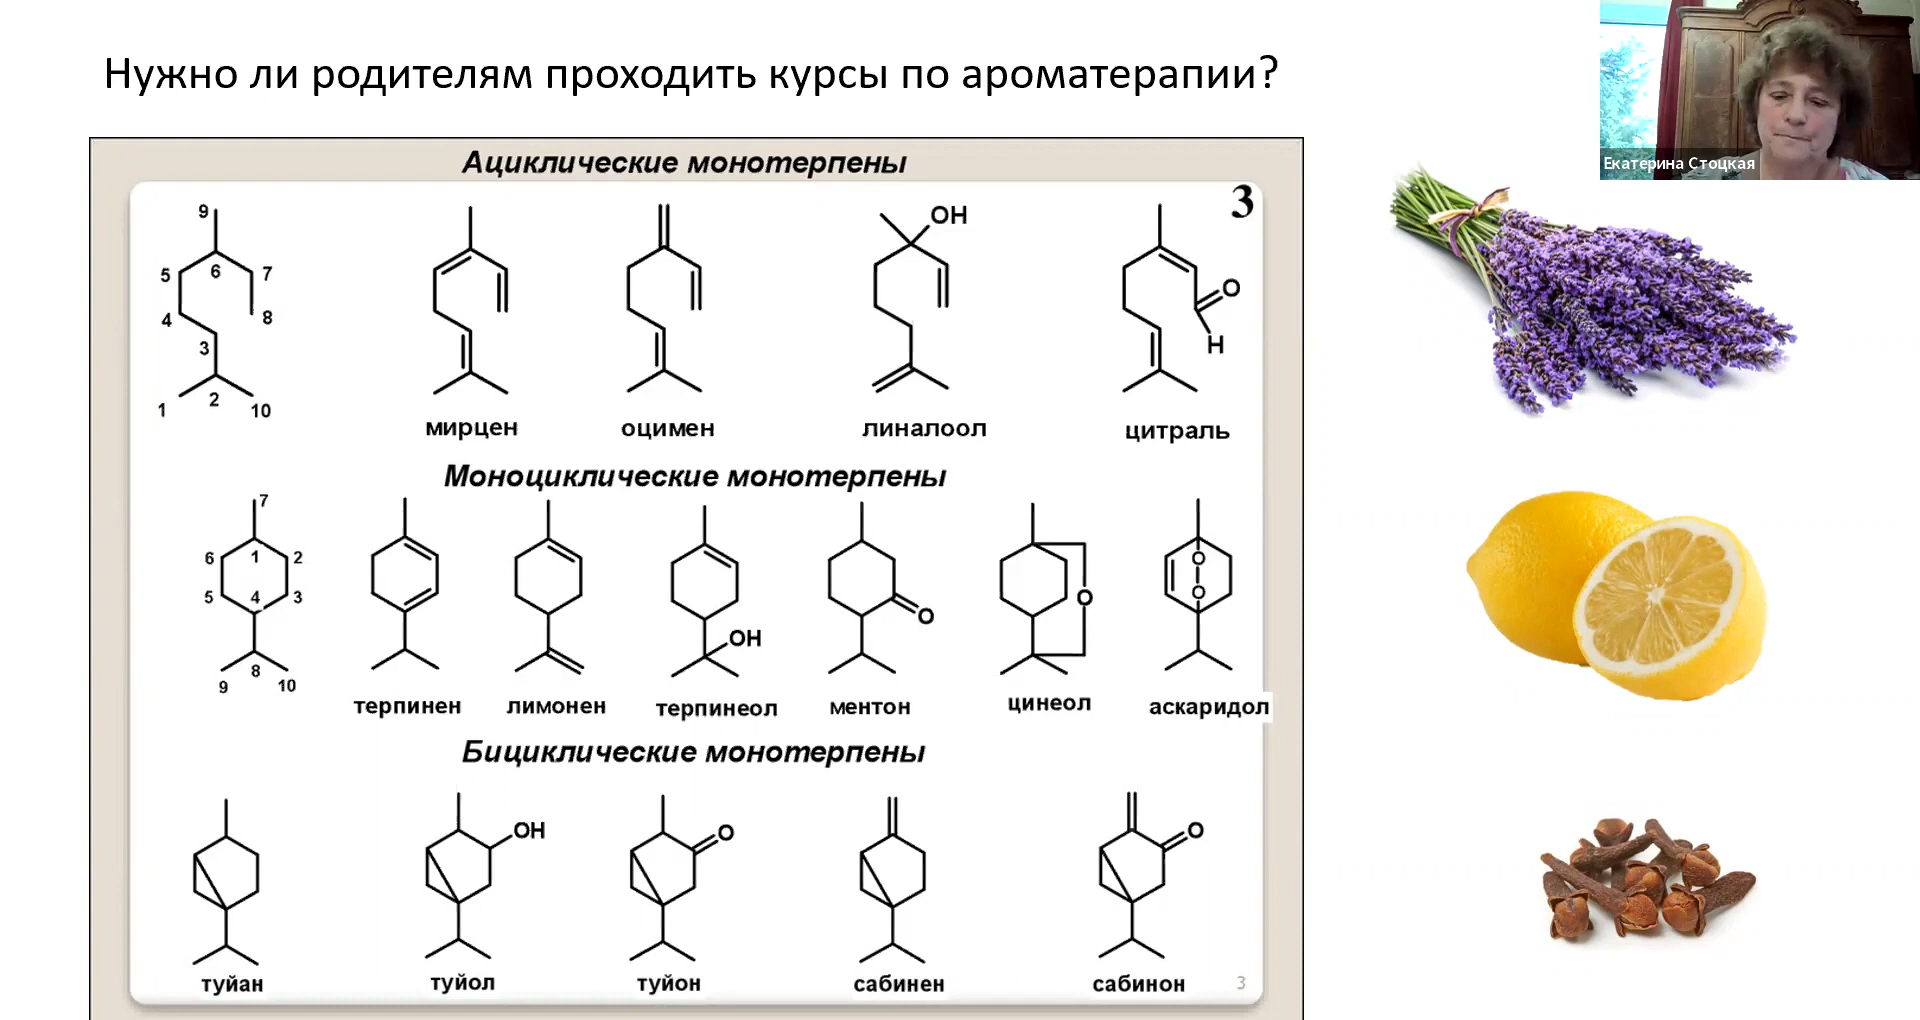 Нужно ли родителям проходить курсы по ароматерапии?
Екатерина Стоцкая
Ациклические монотерпены
3
9
5 6 7
4 8
3
1 2 10
OH
O
H
мирцен оцимен линалоол цитраль
Моноциклические монотерпены
7
6 1 2
5 4 3
8
9 10
OH
O
O
O
O
терпинен лимонен терпинеол ментон цинеол аскаридол
Бициклические монотерпены
OH
O
O
туйан туйол туйон сабинен сабинон
3